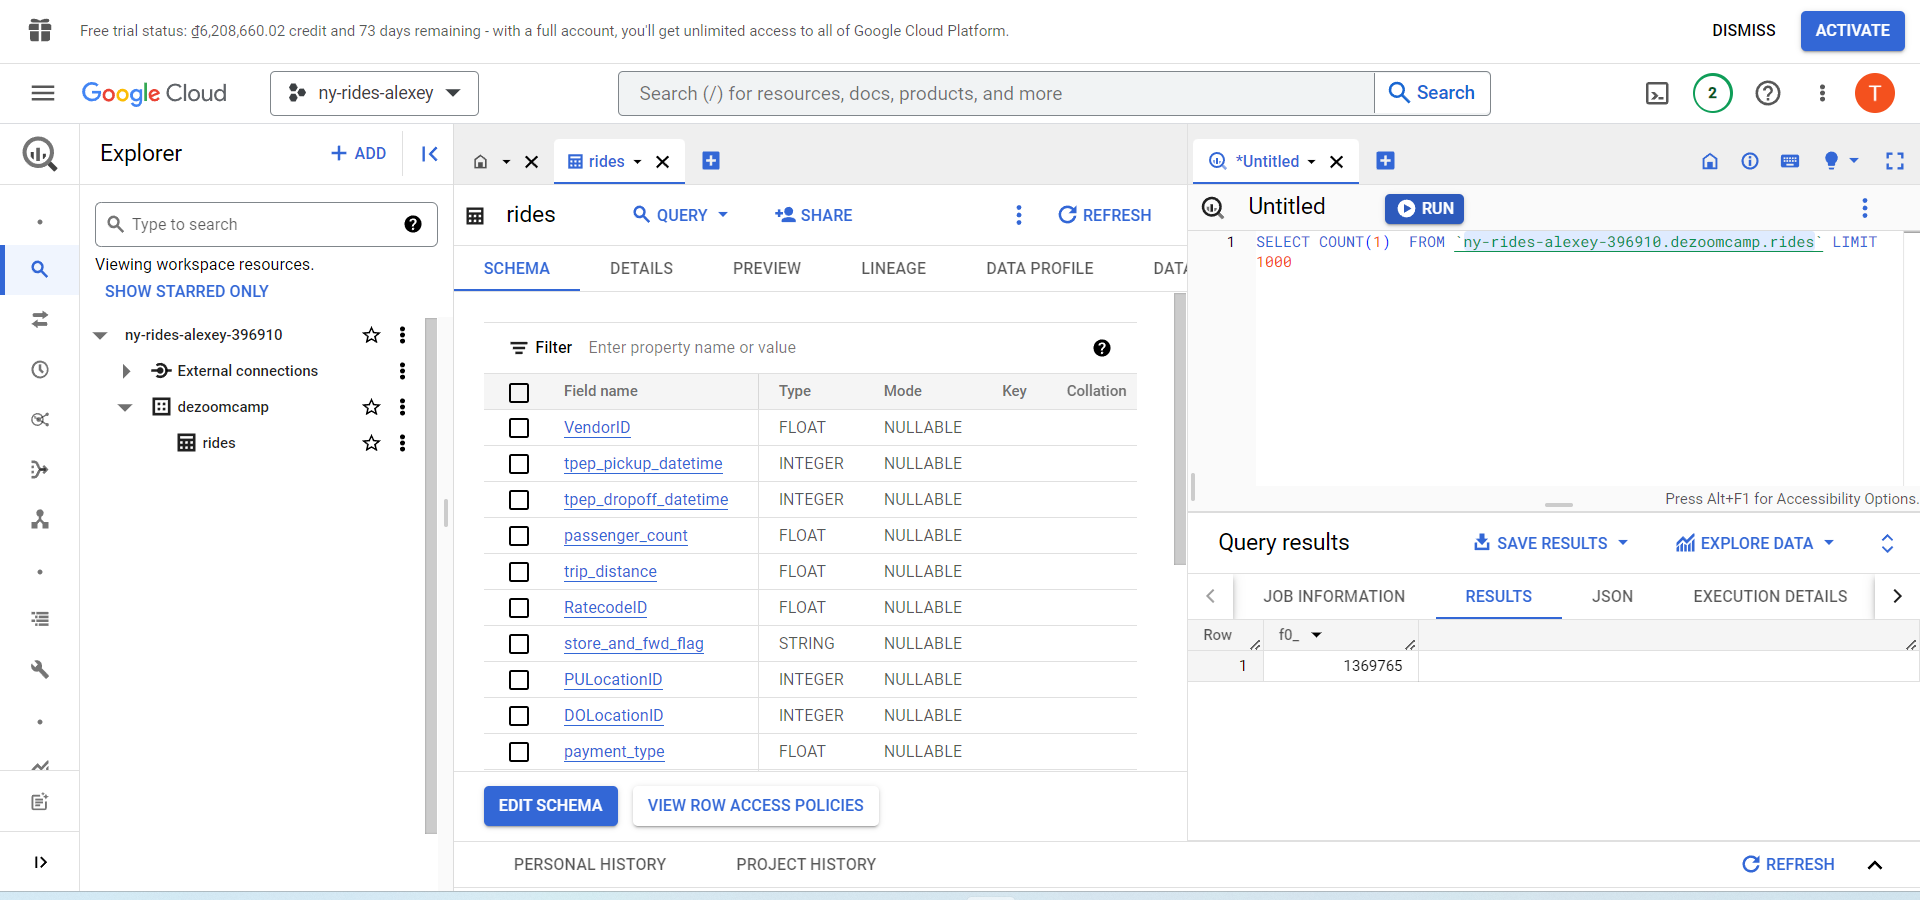 Free trial status: ₫6,208,660.02 credit and 73 days remaining - with a full account, you'll get unlimited access to all of Google Cloud Platform.
DISMISS
ACTIVATE
Google Cloud
ny-rides-alexey
Search (/) for resources, docs, products, and more
Search
2
T
Explorer
ADD
Type to search
Viewing workspace resources.
SHOW STARRED ONLY
ny-rides-alexey-396910
External connections
dezoomcamp
rides
rides
rides
QUERY
SHARE
REFRESH
SCHEMA
DETAILS
PREVIEW
LINEAGE
DATA PROFILE
DATA
Filter
Enter property name or value
Field name Type Mode Key Collation
VendorID FLOAT NULLABLE
tpep_pickup_datetime INTEGER NULLABLE
tpep_dropoff_datetime INTEGER NULLABLE
passenger_count FLOAT NULLABLE
trip_distance FLOAT NULLABLE
RatecodeID FLOAT NULLABLE
store_and_fwd_flag STRING NULLABLE
PULocationID INTEGER NULLABLE
DOLocationID INTEGER NULLABLE
payment_type FLOAT NULLABLE
EDIT SCHEMA
VIEW ROW ACCESS POLICIES
*Untitled
Untitled
RUN
1 SELECT COUNT(1)  FROM `ny-rides-alexey-396910.dezoomcamp.rides` LIMIT
1000
Press Alt+F1 for Accessibility Options.
Query results
SAVE RESULTS
EXPLORE DATA
JOB INFORMATION
RESULTS
JSON
EXECUTION DETAILS
Row f0_
1 1369765
PERSONAL HISTORY
PROJECT HISTORY
REFRESH